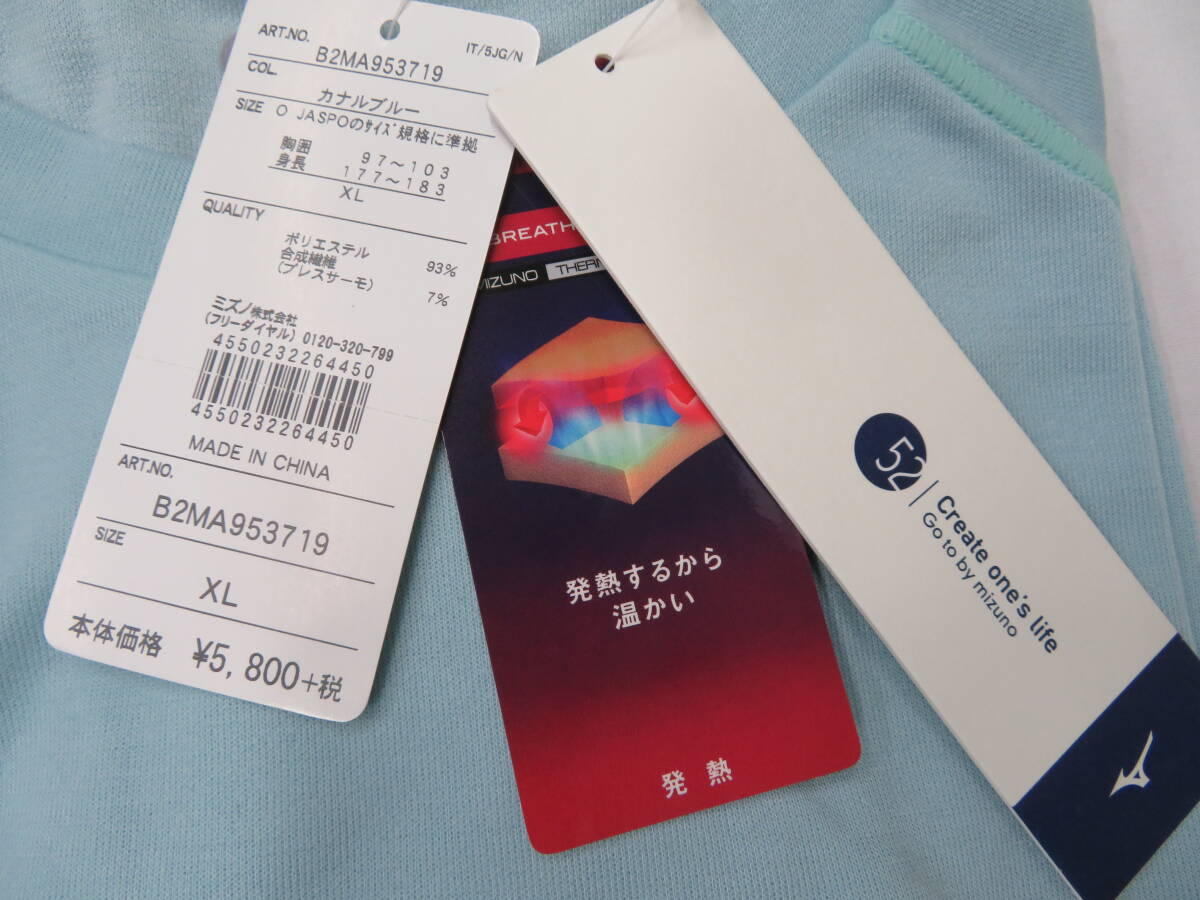 ART.NO. IT/5JG/N
B2MA953719
COL.
カナルブルー
SIZE O JASPOのサイズ規格に準拠
胸囲 97～103
身長 177～183
XL
QUALITY
ポリエステル 93%
合成繊維
(ブレスサーモ) 7%
ミズノ株式会社
(フリーダイヤル) 0120-320-799
4550232264450
4550232264450
MADE IN CHINA
ART.NO.
B2MA953719
SIZE
XL
本体価格 ¥5,800+税
BREATH
MIZUNO THERM
発熱するから
温かい
発熱
52
Create one's life
Go to by mizuno